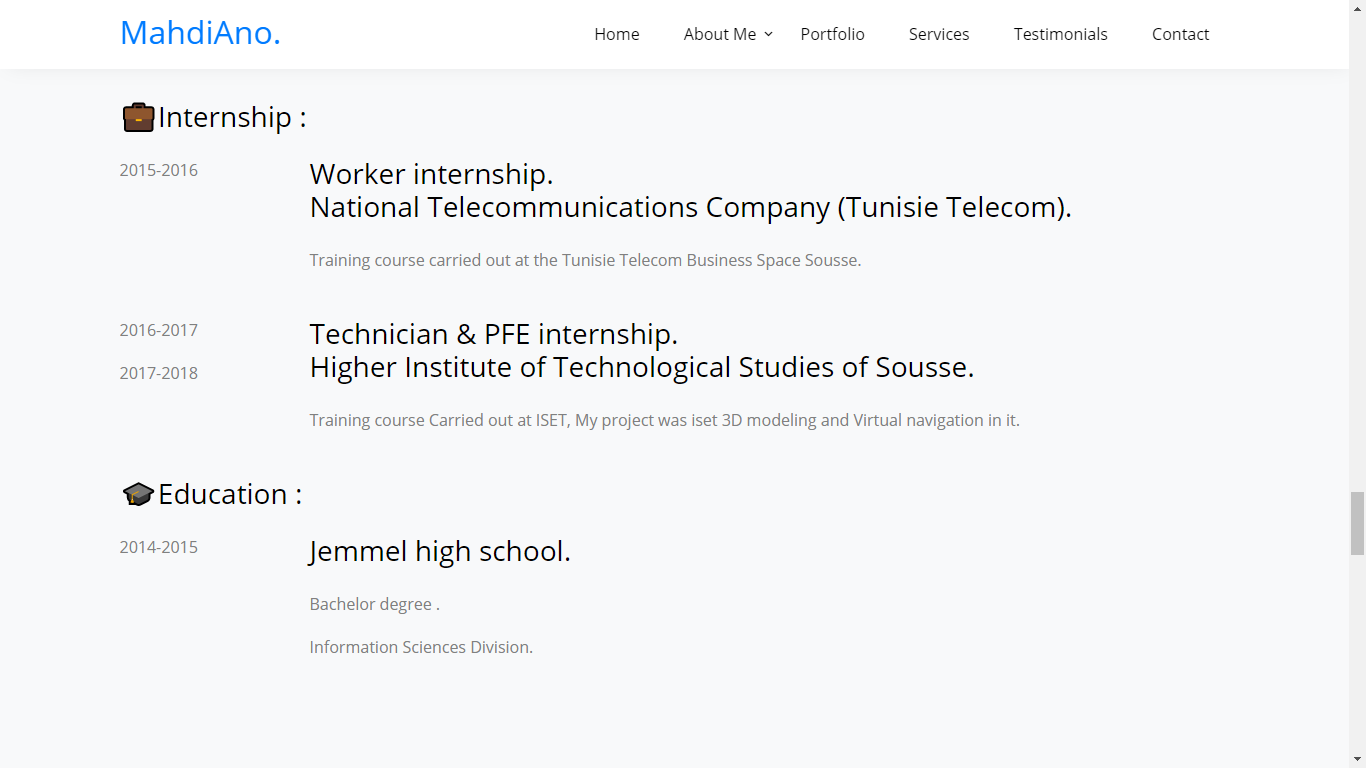 MahdiAno.
Home About Me Portfolio Services Testimonials Contact
Internship :
2015-2016
Worker internship.
National Telecommunications Company (Tunisie Telecom).
Training course carried out at the Tunisie Telecom Business Space Sousse.
2016-2017
2017-2018
Technician & PFE internship.
Higher Institute of Technological Studies of Sousse.
Training course Carried out at ISET, My project was iset 3D modeling and Virtual navigation in it.
Education :
2014-2015
Jemmel high school.
Bachelor degree .
Information Sciences Division.